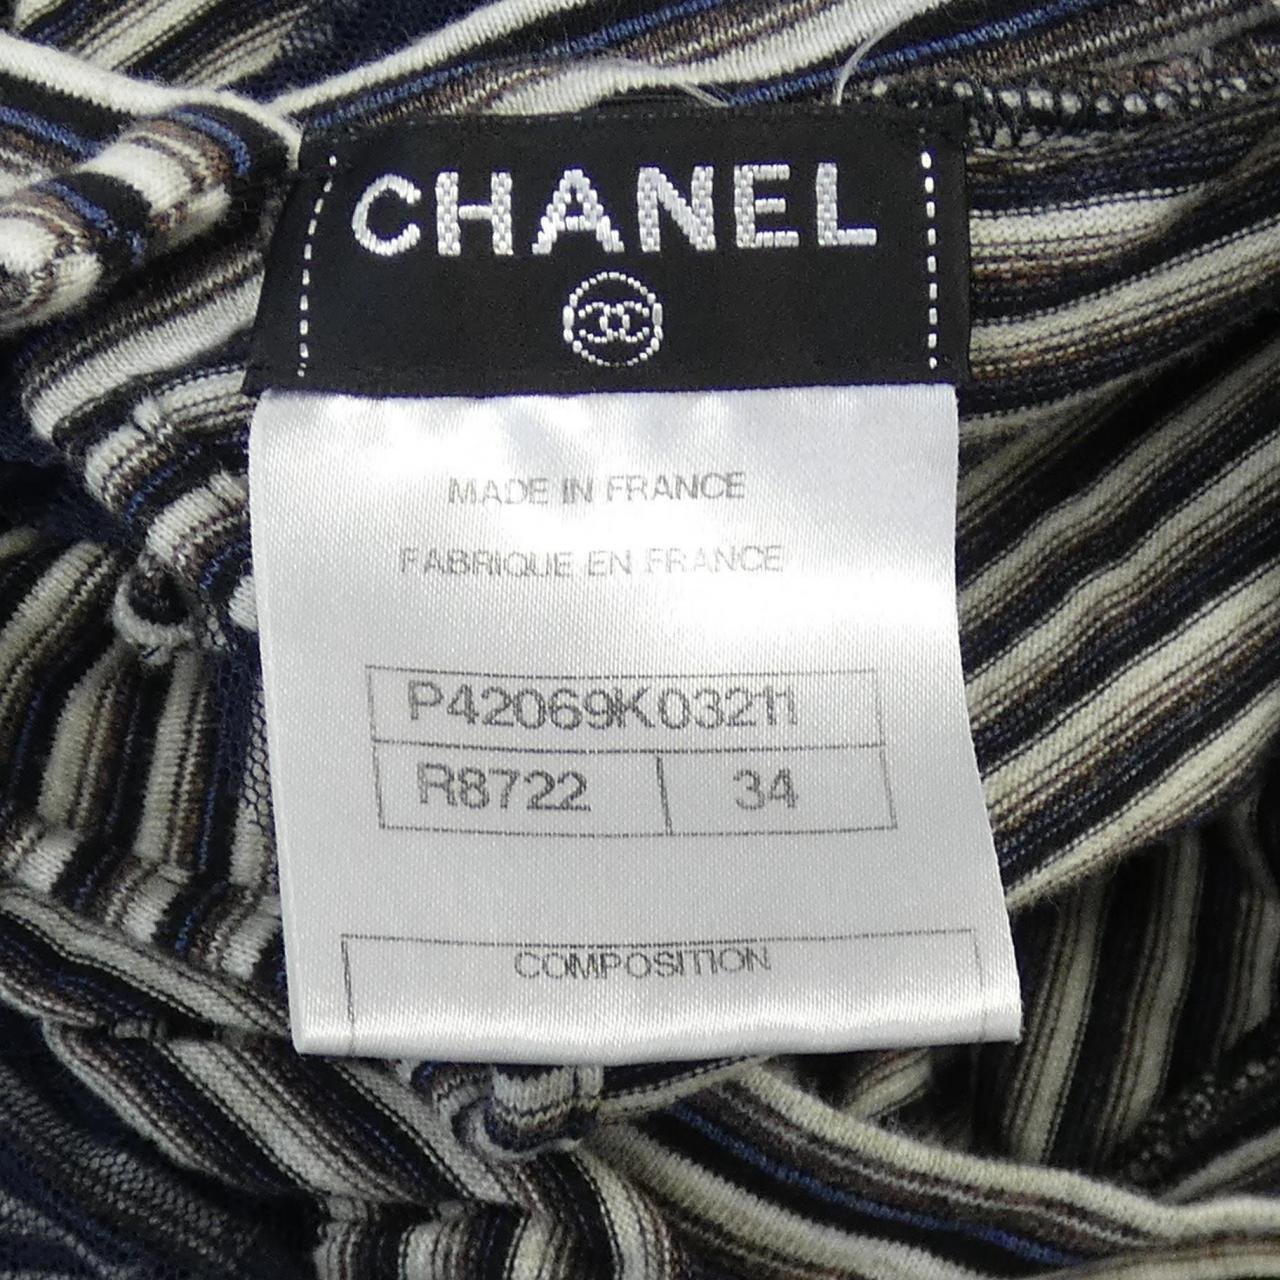 CHANEL
MADE IN FRANCE
FABRIQUE EN FRANCE
P42069K03211
R8722 34
COMPOSITION